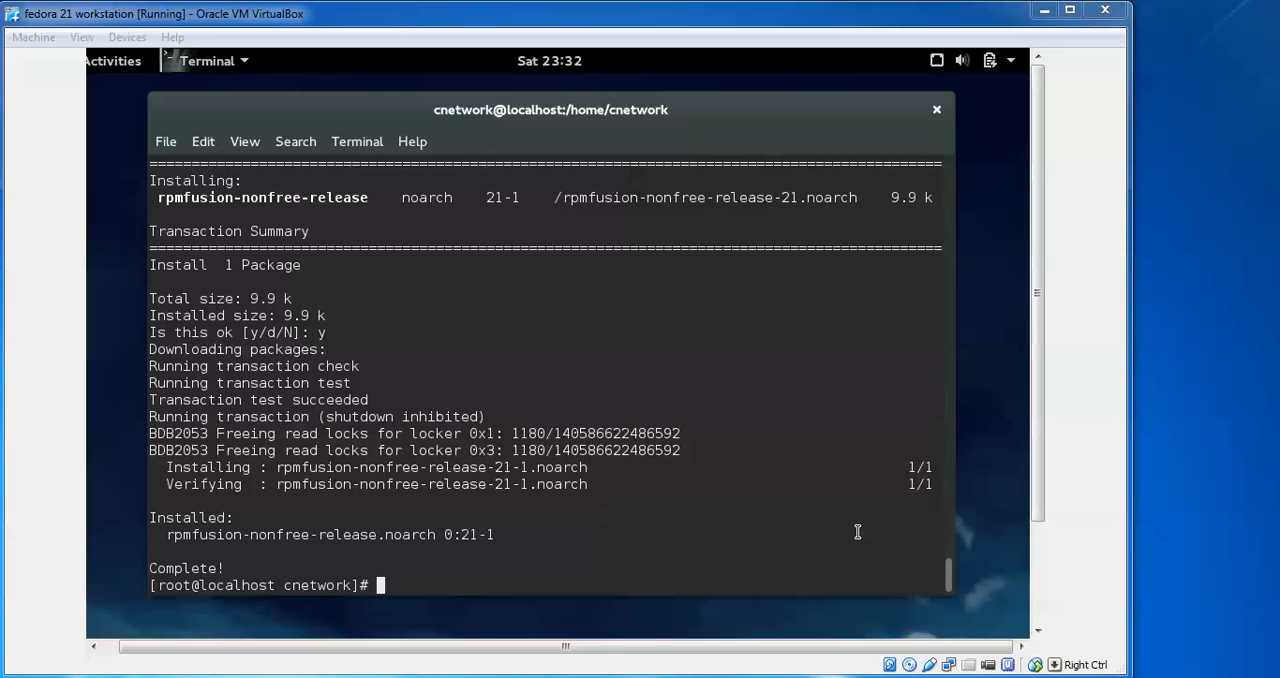 fedora 21 workstation [Running] - Oracle VM VirtualBox
Machine View Devices Help
Activities Terminal Sat 23:32
cnetwork@localhost:/home/cnetwork
File Edit View Search Terminal Help
================================================================================
Installing:
rpmfusion-nonfree-release noarch 21-1 /rpmfusion-nonfree-release-21.noarch 9.9 k
Transaction Summary
================================================================================
Install 1 Package
Total size: 9.9 k
Installed size: 9.9 k
Is this ok [y/d/N]: y
Downloading packages:
Running transaction check
Running transaction test
Transaction test succeeded
Running transaction (shutdown inhibited)
BDB2053 Freeing read locks for locker 0x1: 1180/140586622486592
BDB2053 Freeing read locks for locker 0x3: 1180/140586622486592
Installing : rpmfusion-nonfree-release-21-1.noarch 1/1
Verifying : rpmfusion-nonfree-release-21-1.noarch 1/1
Installed:
rpmfusion-nonfree-release.noarch 0:21-1
Complete!
[root@localhost cnetwork]#
Right Ctrl